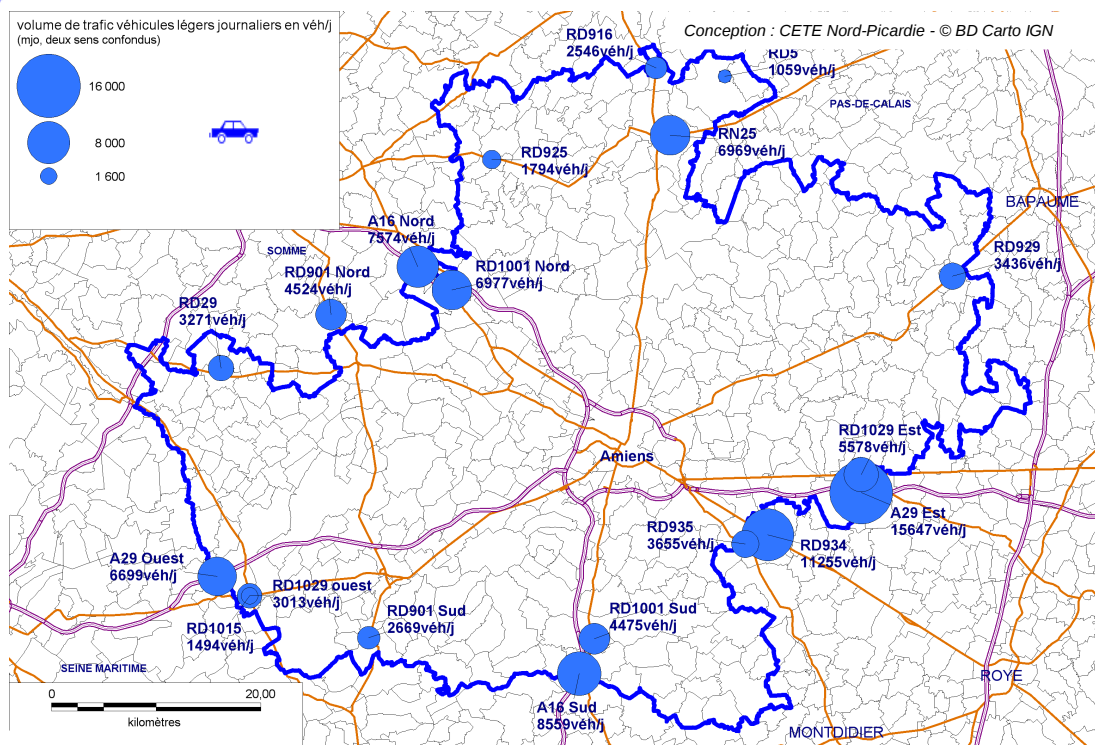 volume de trafic véhicules légers journaliers en véh/j
(mjo, deux sens confondus)
16 000
8 000
1 600
Conception : CETE Nord-Picardie - © BD Carto IGN
RD916
2546véh/j
RD5
1059véh/j
PAS-DE-CALAIS
RN25
6969véh/j
RD925
1794véh/j
BAPAUME
A16 Nord
7574véh/j
SOMME
RD929
3436véh/j
RD901 Nord
4524véh/j
RD1001 Nord
6977véh/j
RD29
3271véh/j
RD1029 Est
5578véh/j
Amiens
A29 Est
15647véh/j
RD935
3655véh/j
RD934
11255véh/j
A29 Ouest
6699véh/j
RD1029 ouest
3013véh/j
RD1015
1494véh/j
RD901 Sud
2669véh/j
RD1001 Sud
4475véh/j
SEINE MARITIME
ROYE
A16 Sud
8559véh/j
MONTDIDIER
0 20,00
kilomètres